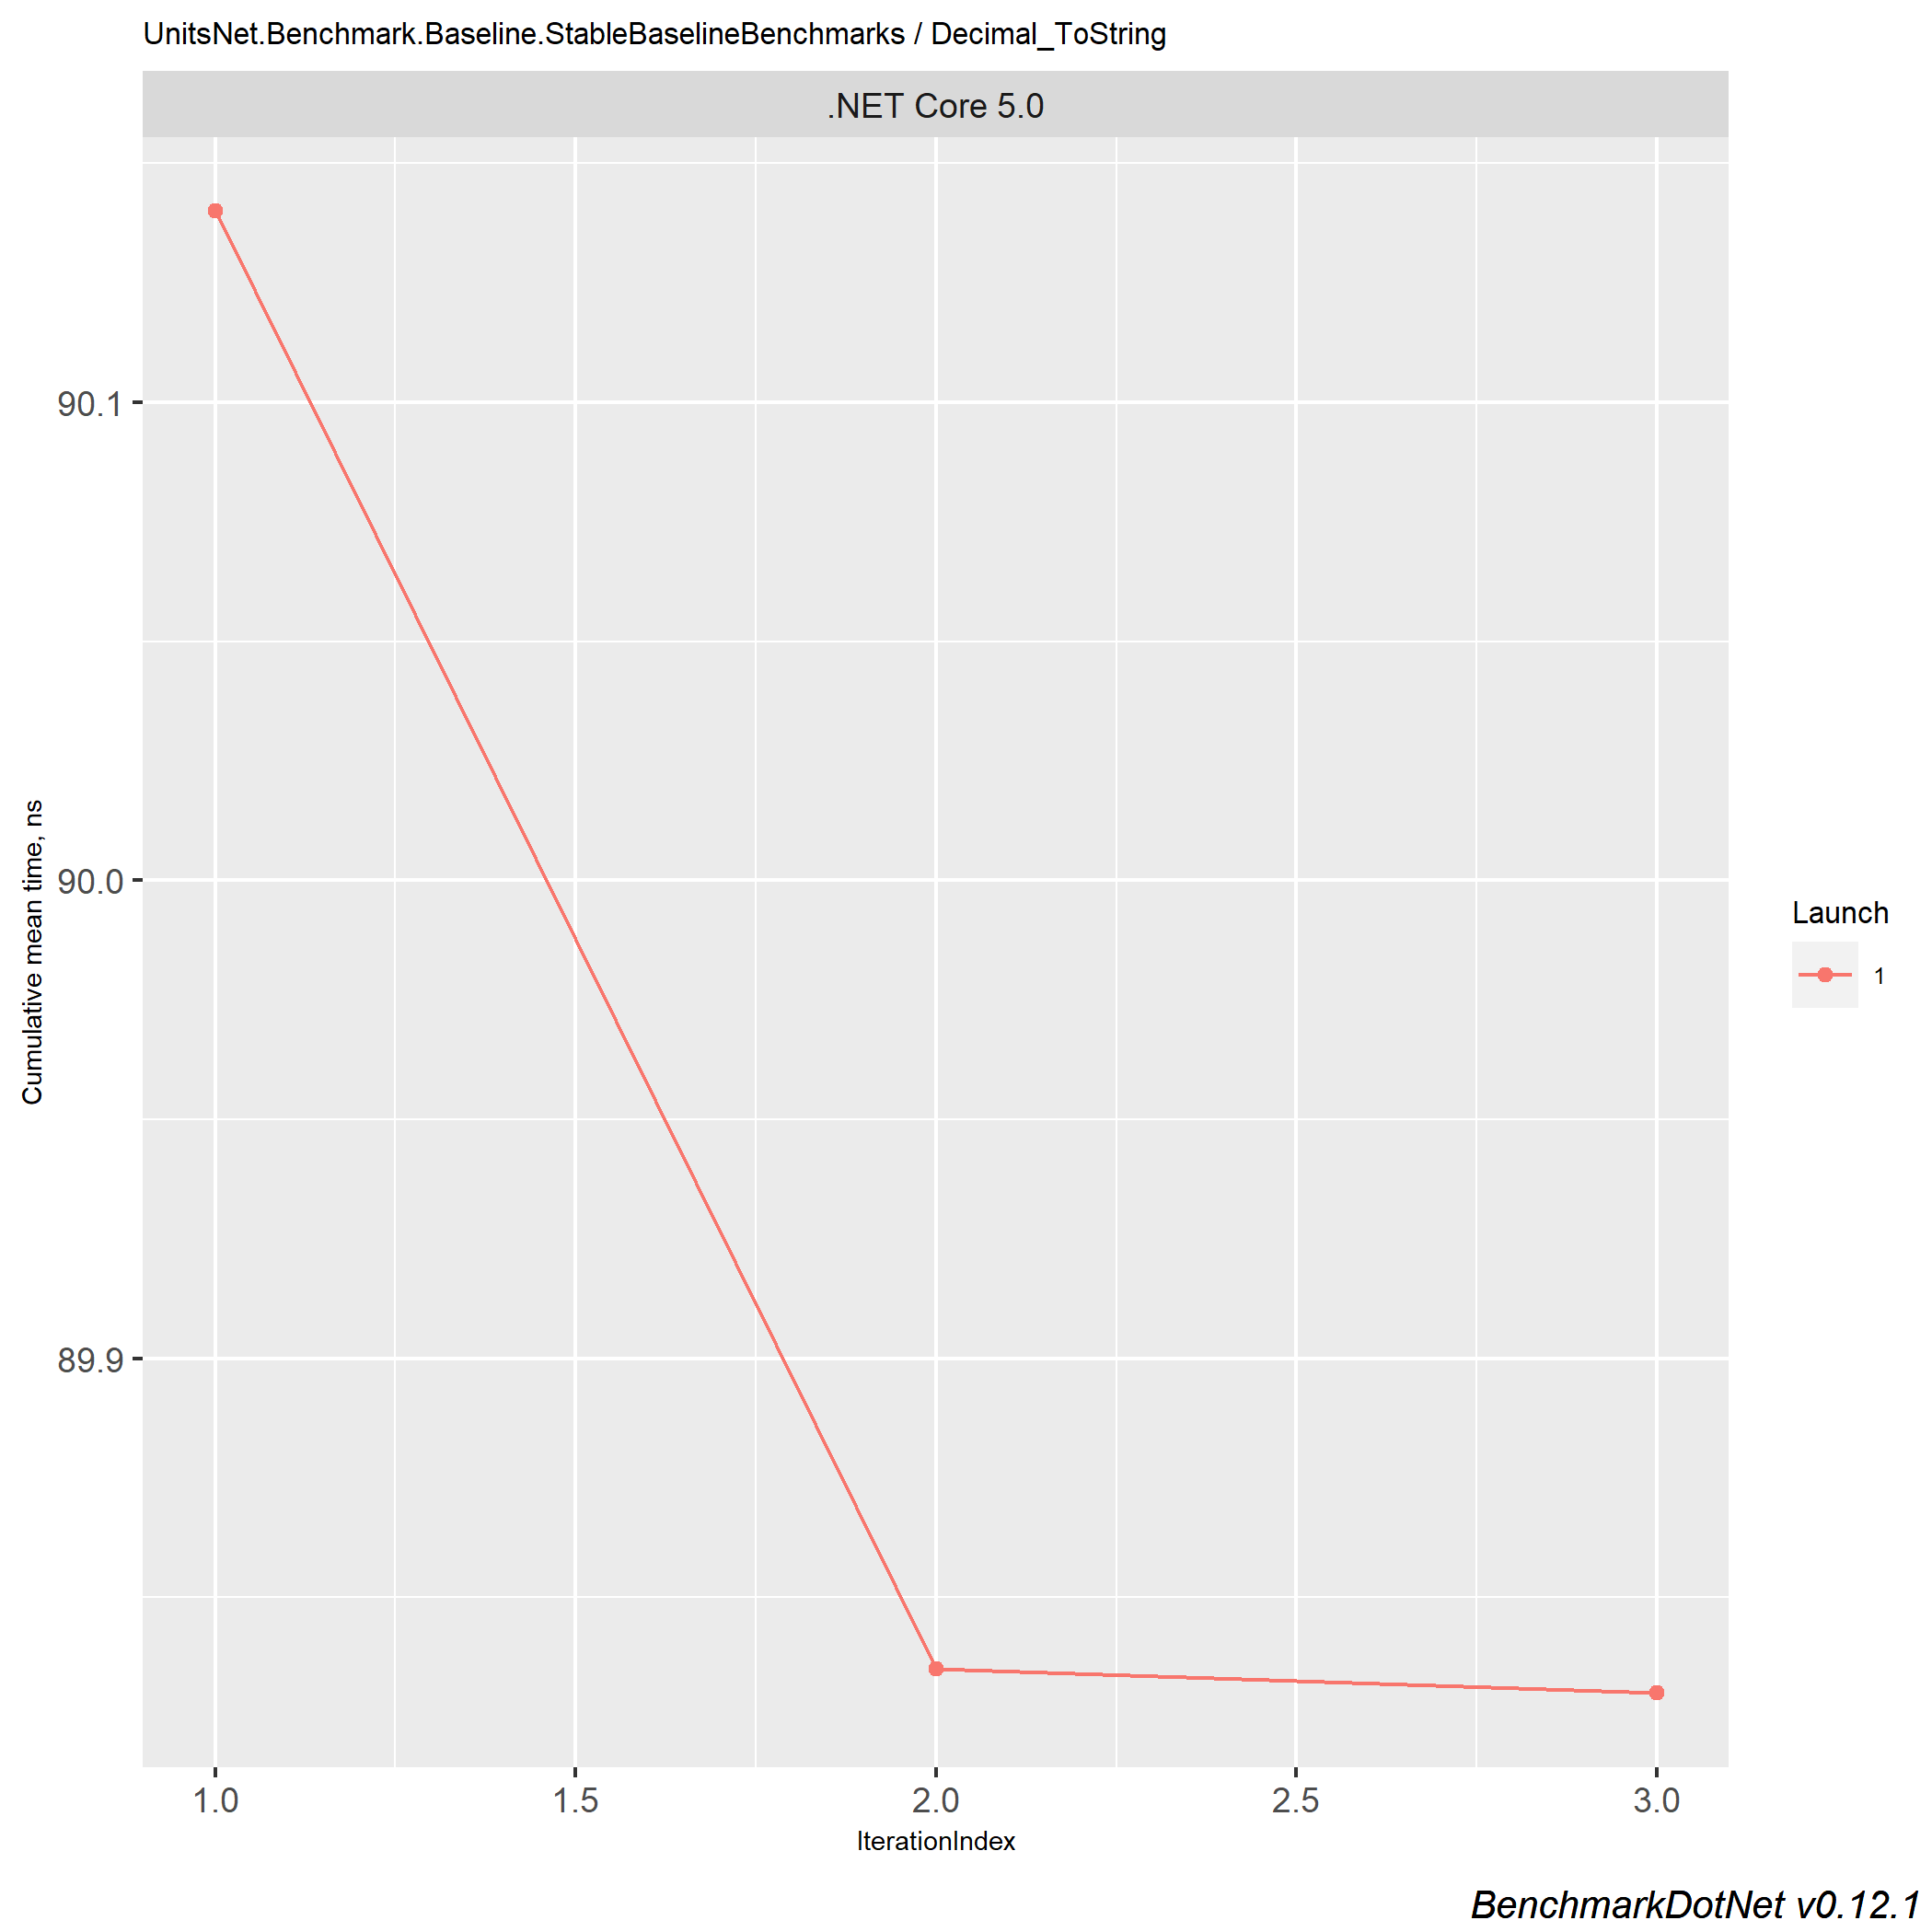 UnitsNet.Benchmark.Baseline.StableBaselineBenchmarks / Decimal_ToString
.NET Core 5.0
90.1
90.0
89.9
Cumulative mean time, ns
1.0 1.5 2.0 2.5 3.0
IterationIndex
Launch
1
BenchmarkDotNet v0.12.1